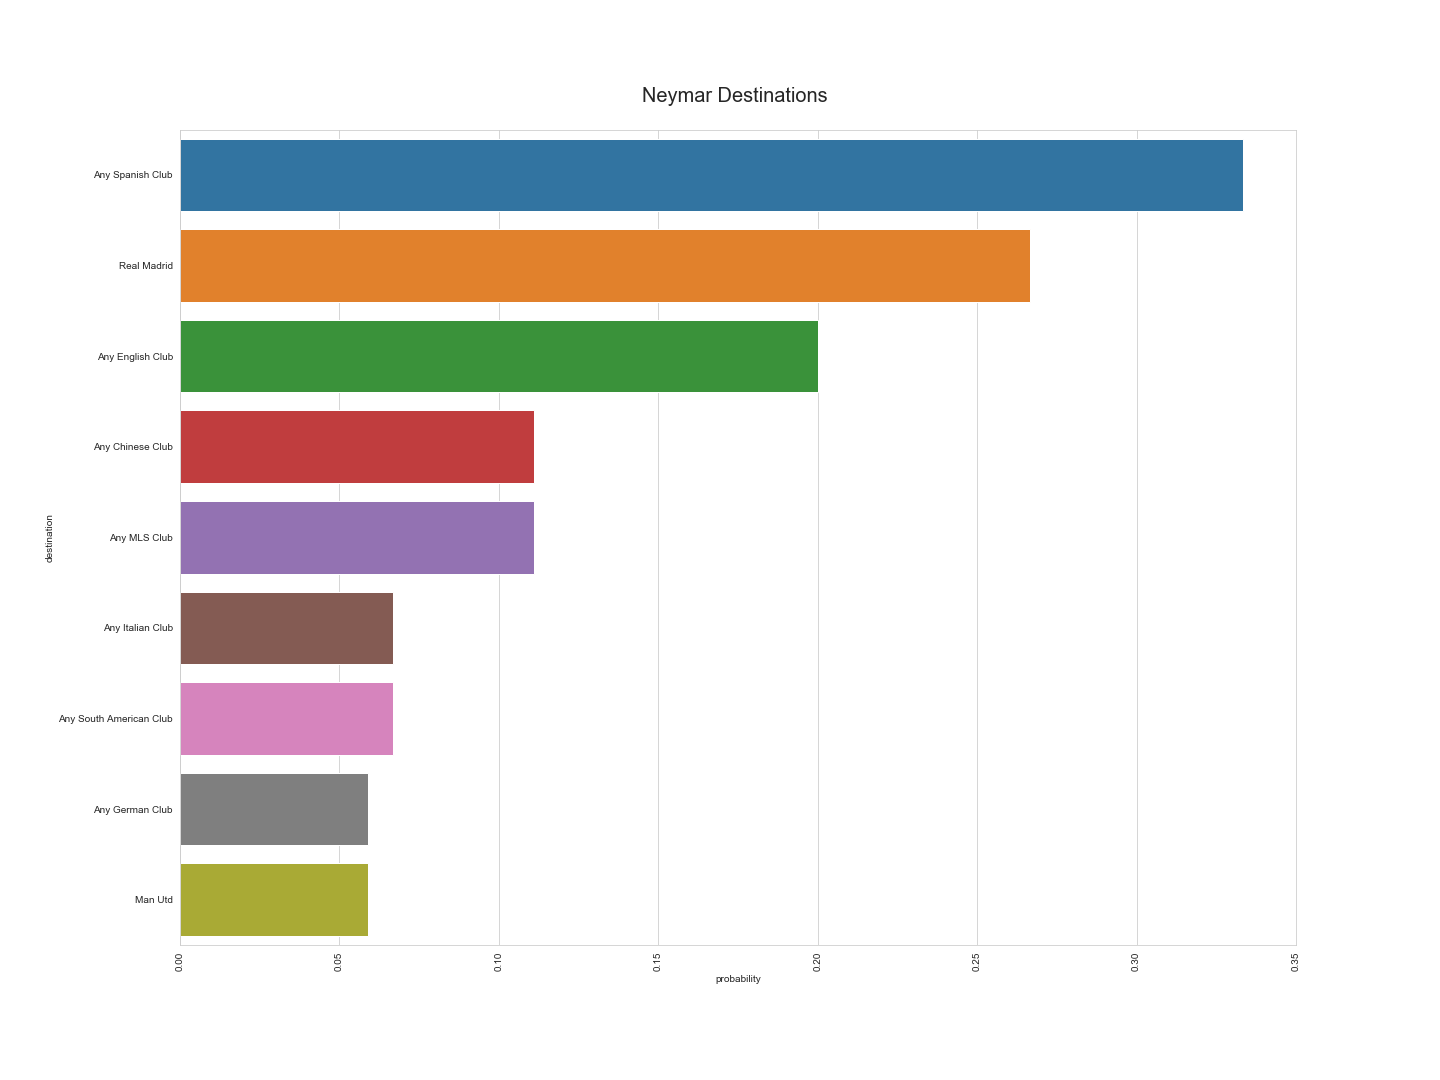 Neymar Destinations
destination
Any Spanish Club
Real Madrid
Any English Club
Any Chinese Club
Any MLS Club
Any Italian Club
Any South American Club
Any German Club
Man Utd
0.00 0.05 0.10 0.15 0.20 0.25 0.30 0.35
probability